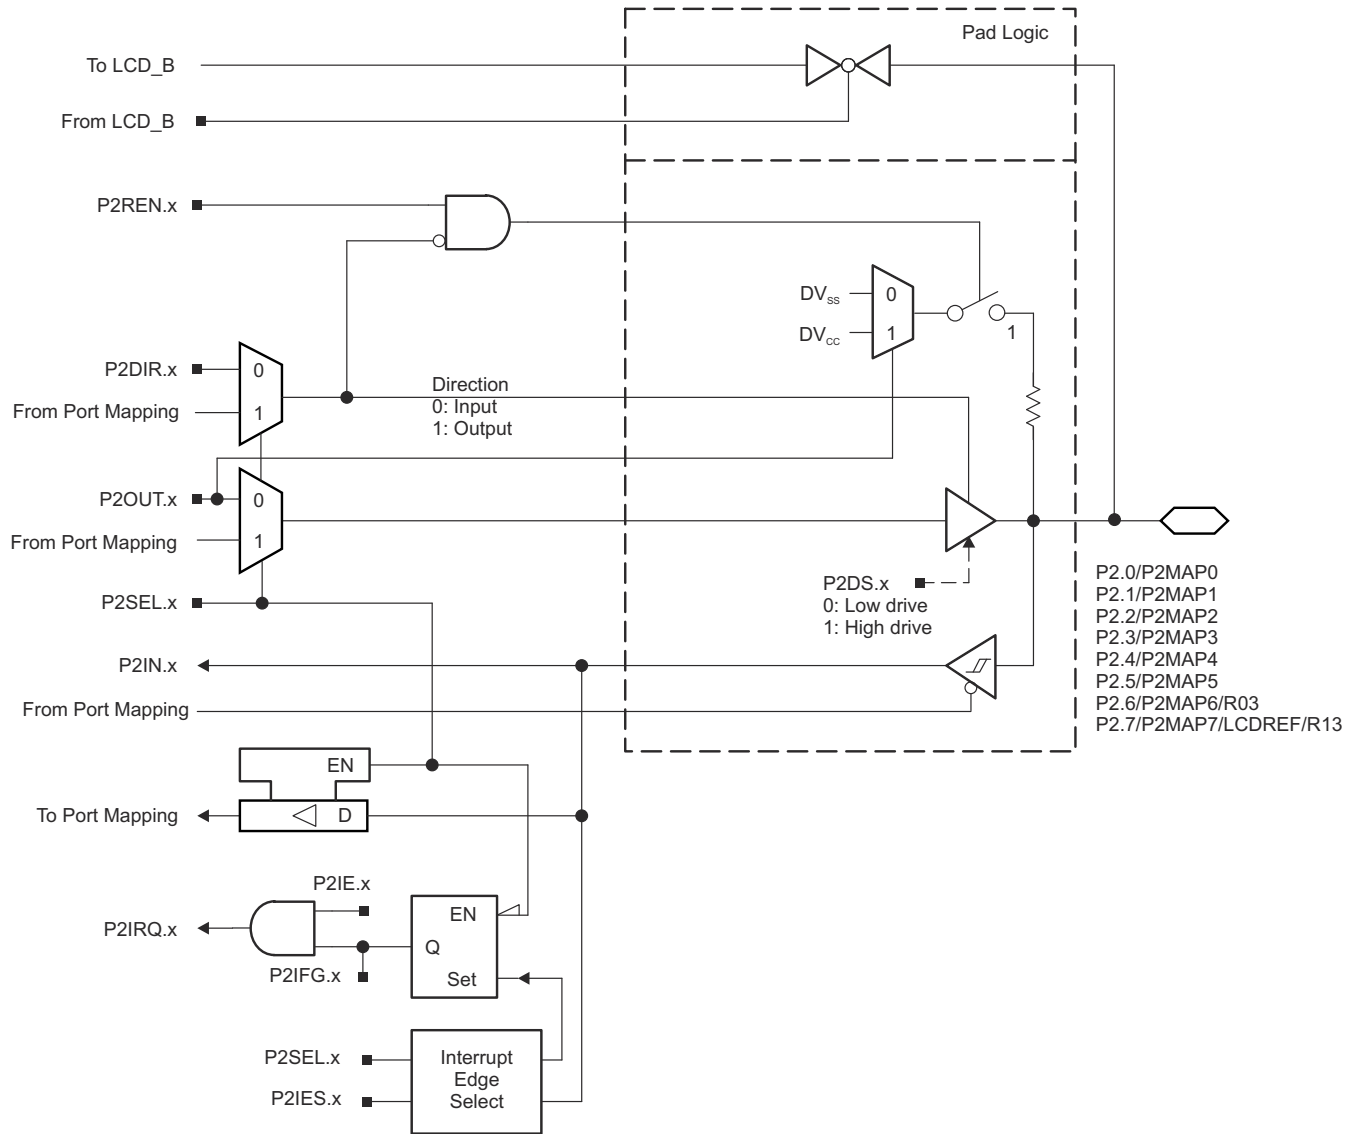 Pad Logic
To LCD_B
From LCD_B
P2REN.x
DVSS
0
DVCC
1
1
P2DIR.x
0
From Port Mapping
1
Direction
0: Input
1: Output
P2OUT.x
0
From Port Mapping
1
P2SEL.x
P2DS.x
0: Low drive
1: High drive
P2.0/P2MAP0
P2.1/P2MAP1
P2.2/P2MAP2
P2.3/P2MAP3
P2.4/P2MAP4
P2.5/P2MAP5
P2.6/P2MAP6/R03
P2.7/P2MAP7/LCDREF/R13
P2IN.x
From Port Mapping
EN
To Port Mapping
D
P2IE.x
P2IRQ.x
P2IFG.x
EN
Q
Set
P2SEL.x
P2IES.x
Interrupt
Edge
Select